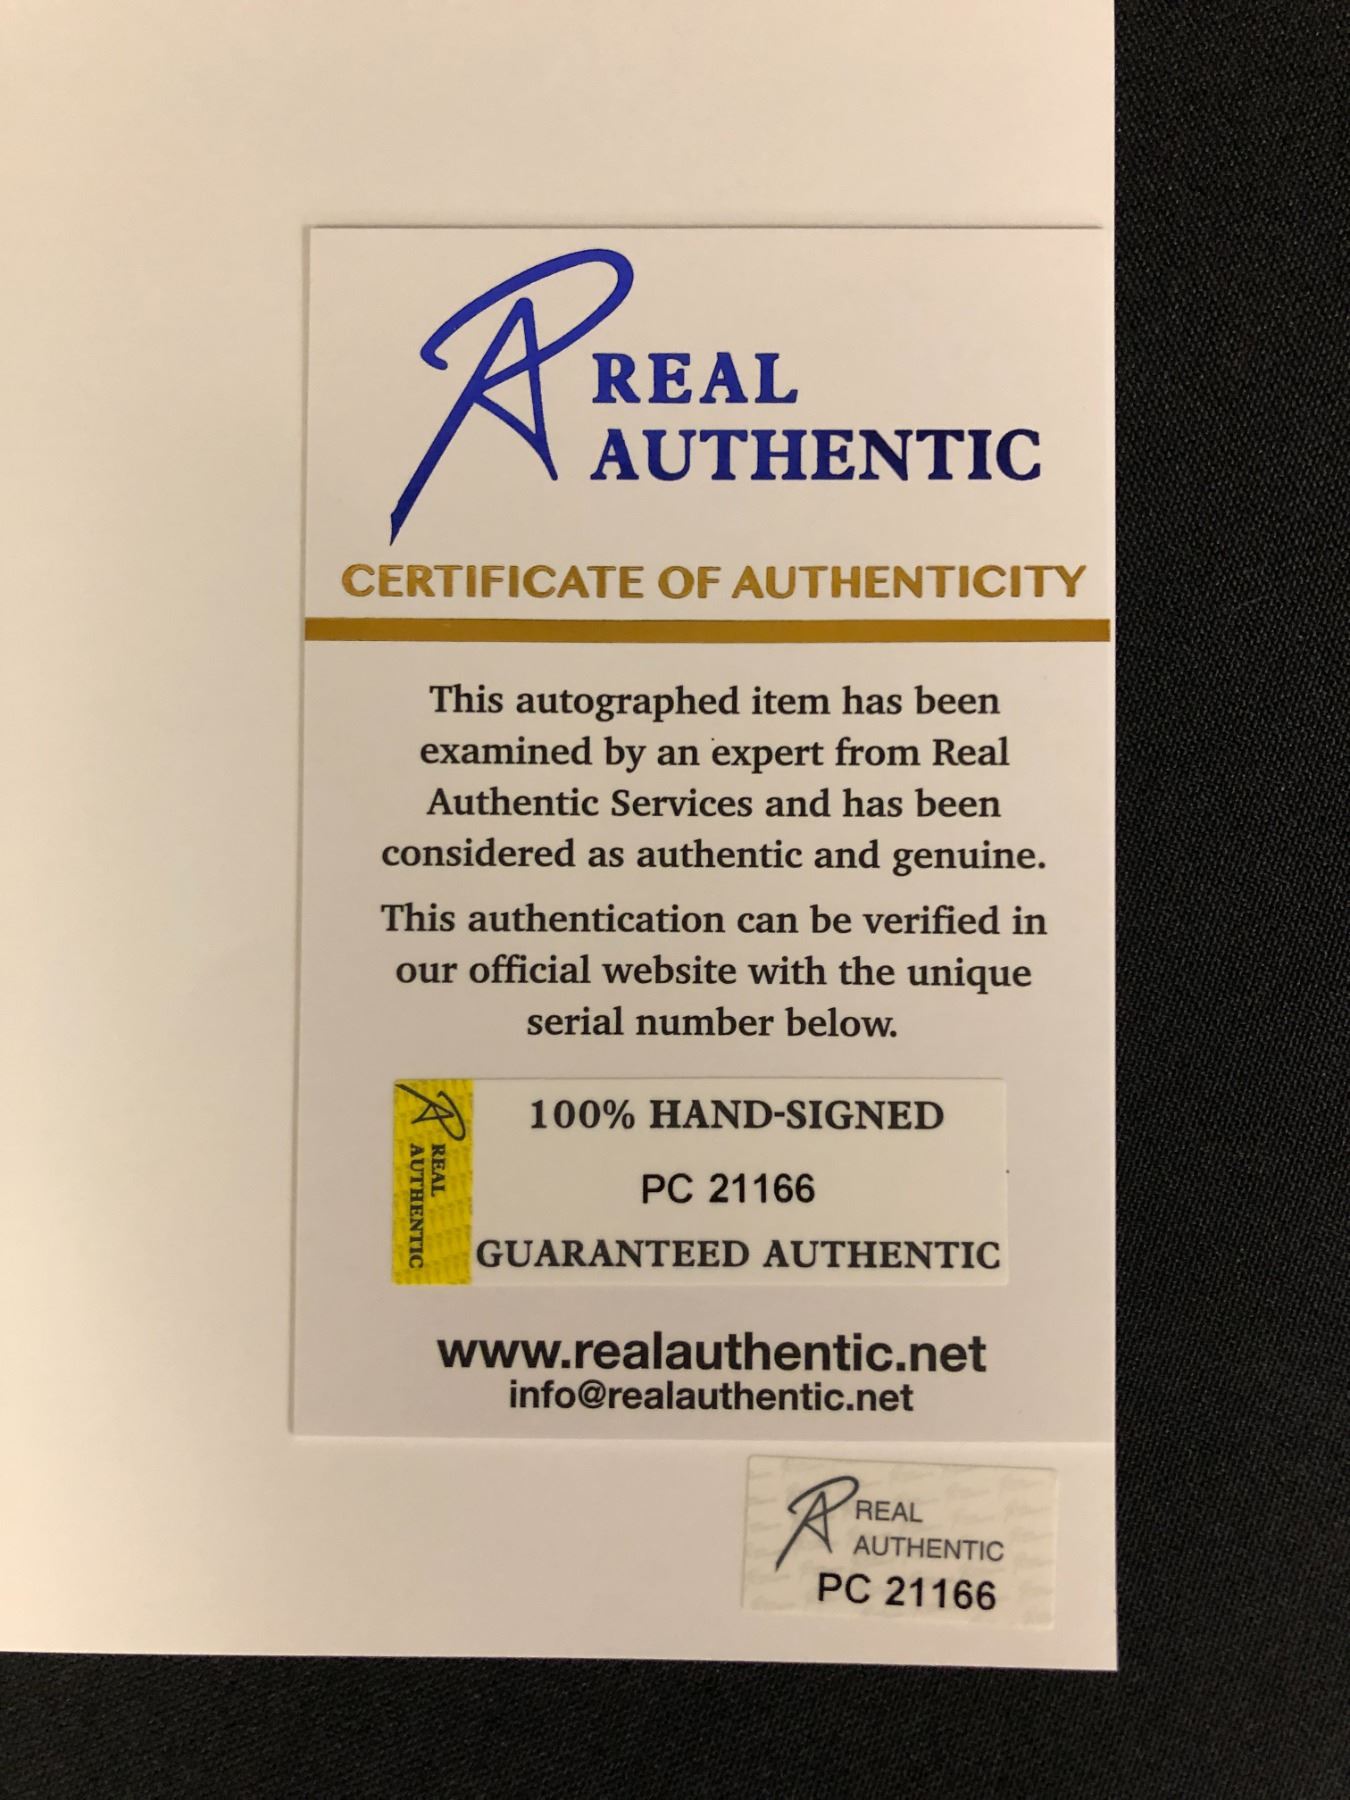 REAL
AUTHENTIC
CERTIFICATE OF AUTHENTICITY
This autographed item has been
examined by an expert from Real
Authentic Services and has been
considered as authentic and genuine.
This authentication can be verified in
our official website with the unique
serial number below.
REAL
AUTHENTIC
100% HAND-SIGNED
PC 21166
GUARANTEED AUTHENTIC
www.realauthentic.net
info@realauthentic.net
REAL
AUTHENTIC
PC 21166